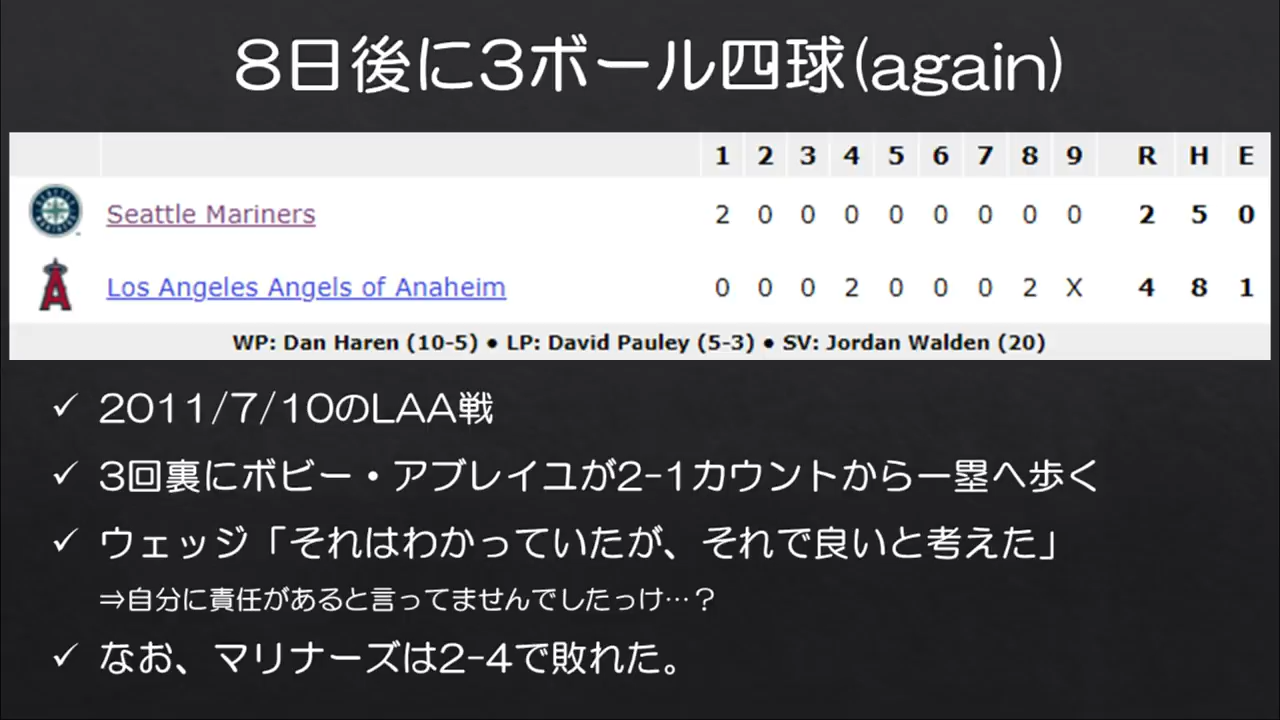 8日後に3ボール四球(again)
1 2 3 4 5 6 7 8 9 R H E
Seattle Mariners 2 0 0 0 0 0 0 0 0 2 5 0
Los Angeles Angels of Anaheim 0 0 0 2 0 0 0 2 X 4 8 1
WP: Dan Haren (10-5) ● LP: David Pauley (5-3) ● SV: Jordan Walden (20)
✓ 2011/7/10のLAA戦
✓ 3回裏にボビー・アブレイユが2-1カウントから一塁へ歩く
✓ ウェッジ「それはわかっていたが、それで良いと考えた」
⇒自分に責任があると言ってませんでしたっけ…？
✓ なお、マリナーズは2-4で敗れた。